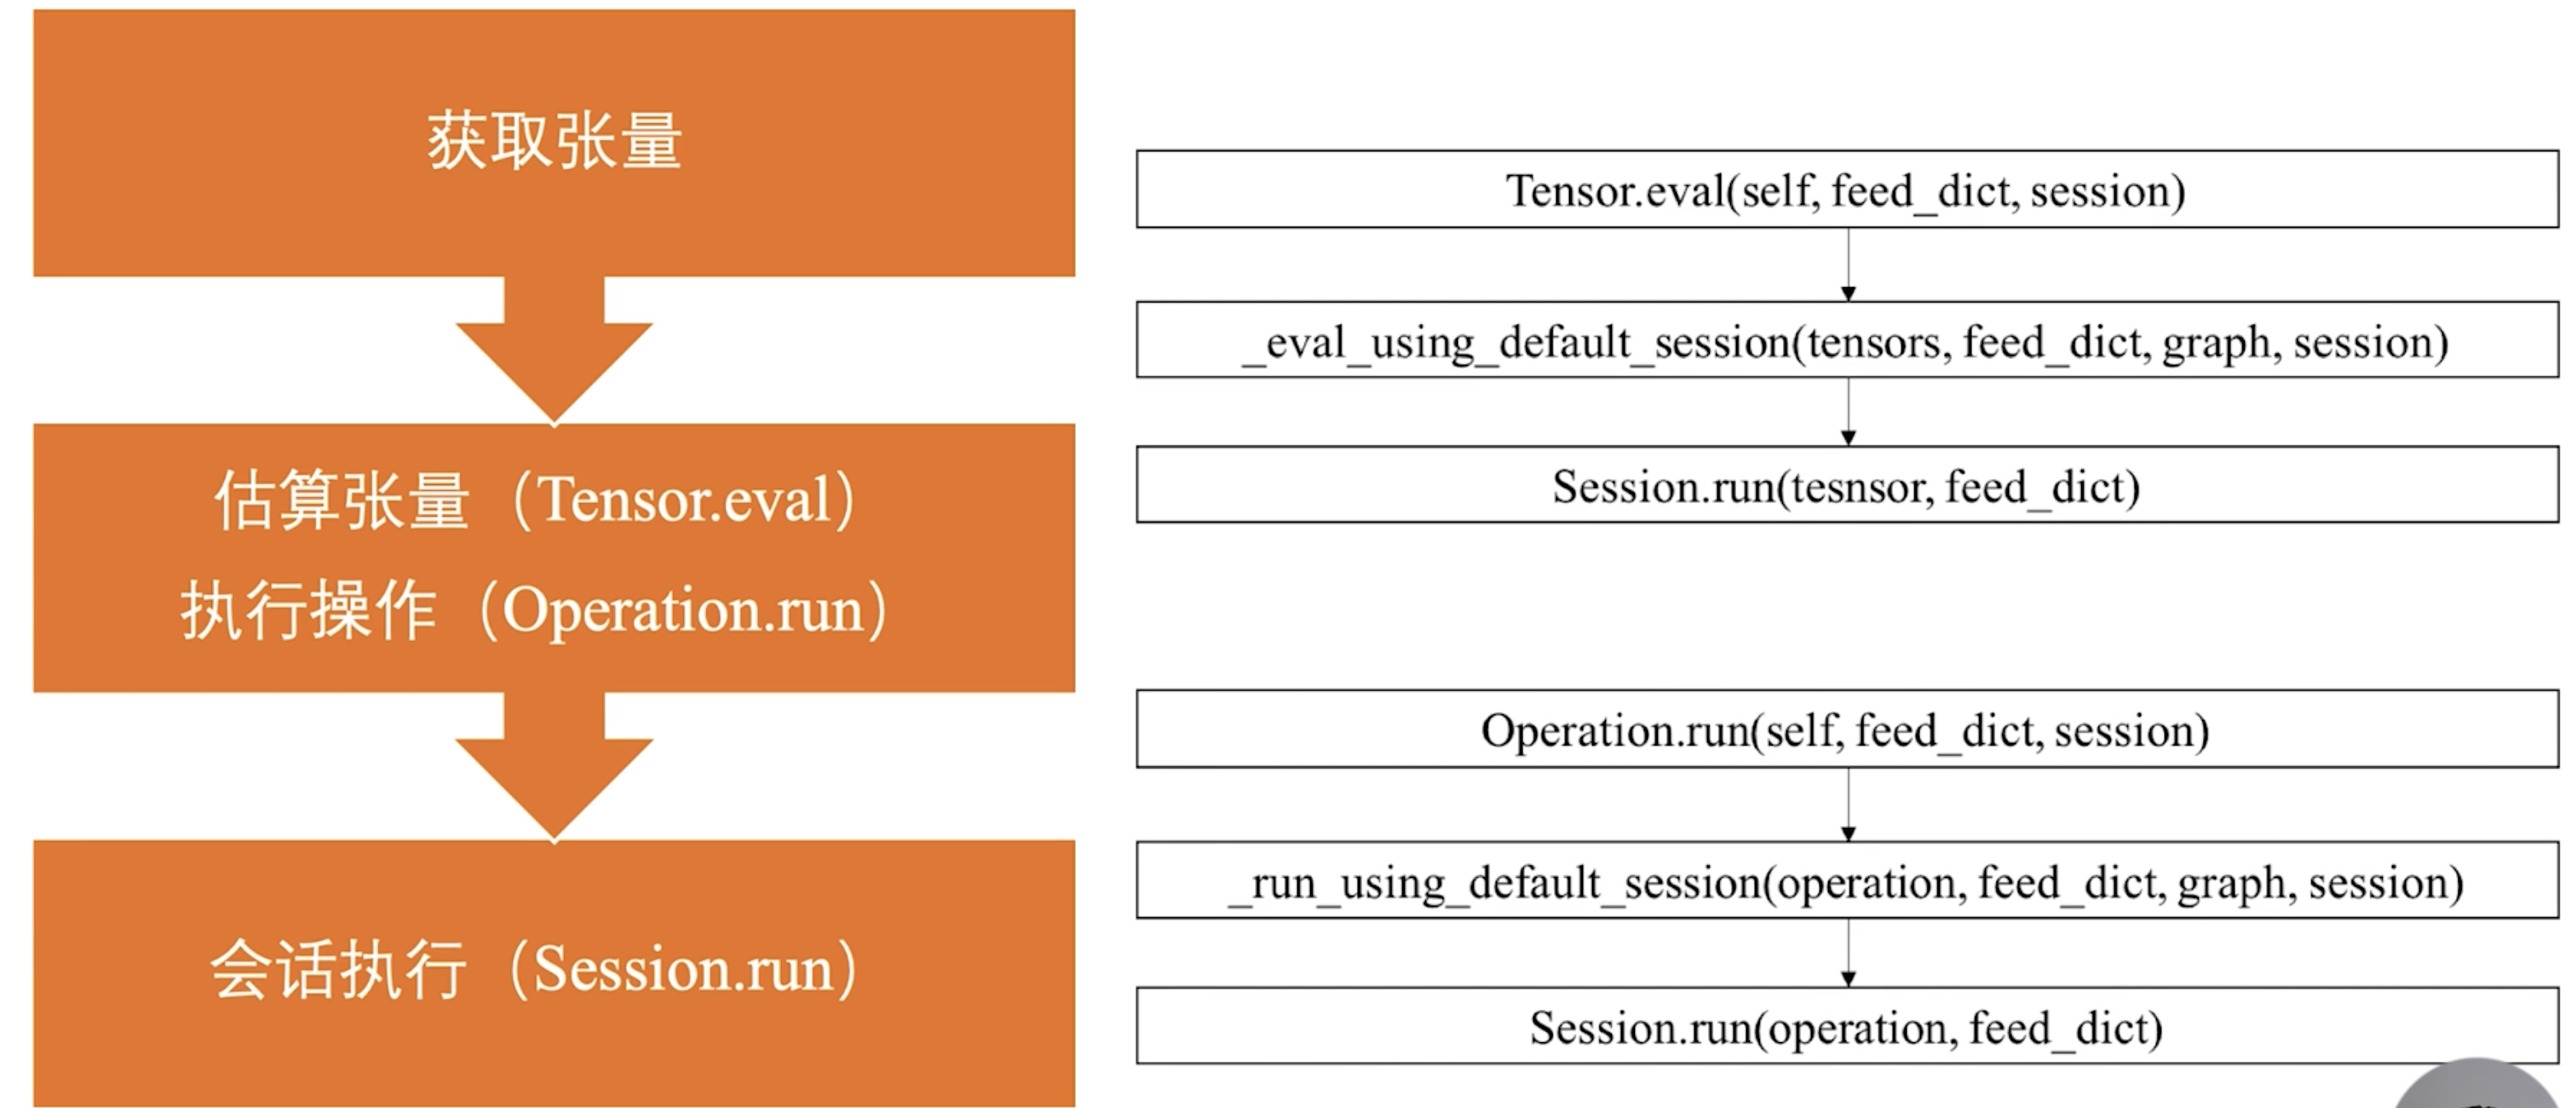 获取张量
估算张量（Tensor.eval）
执行操作（Operation.run）
会话执行（Session.run）
Tensor.eval(self, feed_dict, session)
_eval_using_default_session(tensors, feed_dict, graph, session)
Session.run(tesnsor, feed_dict)
Operation.run(self, feed_dict, session)
_run_using_default_session(operation, feed_dict, graph, session)
Session.run(operation, feed_dict)